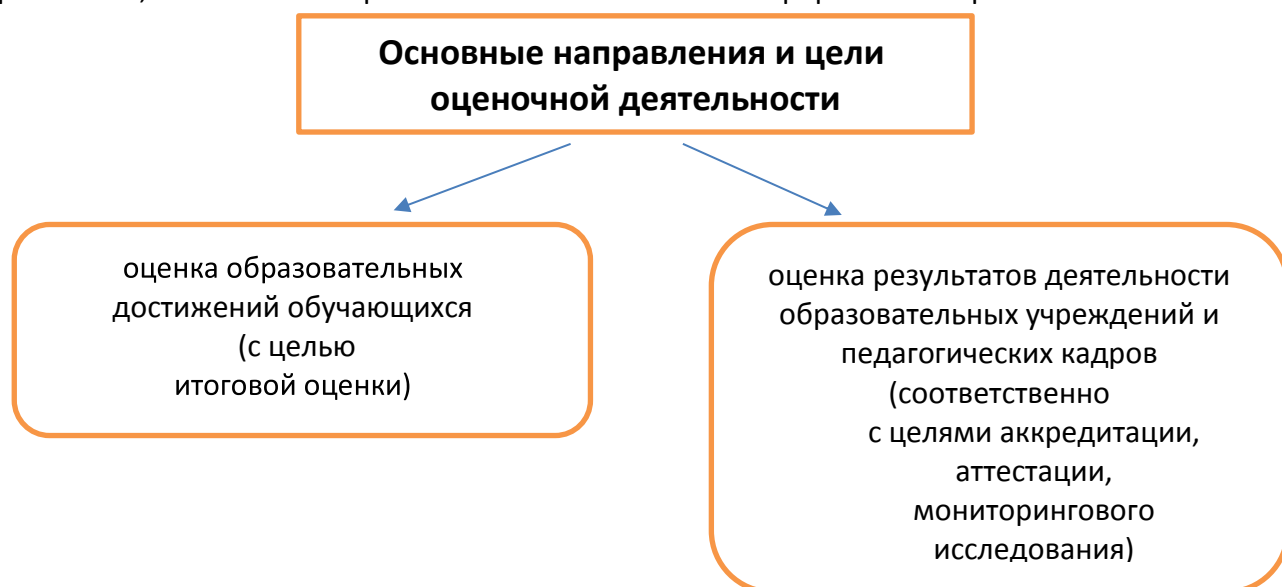 Основные направления и цели
оценочной деятельности
оценка образовательных
достижений обучающихся
(с целью
итоговой оценки)
оценка результатов деятельности
образовательных учреждений и
педагогических кадров
(соответственно
с целями аккредитации,
аттестации,
мониторингового
исследования)